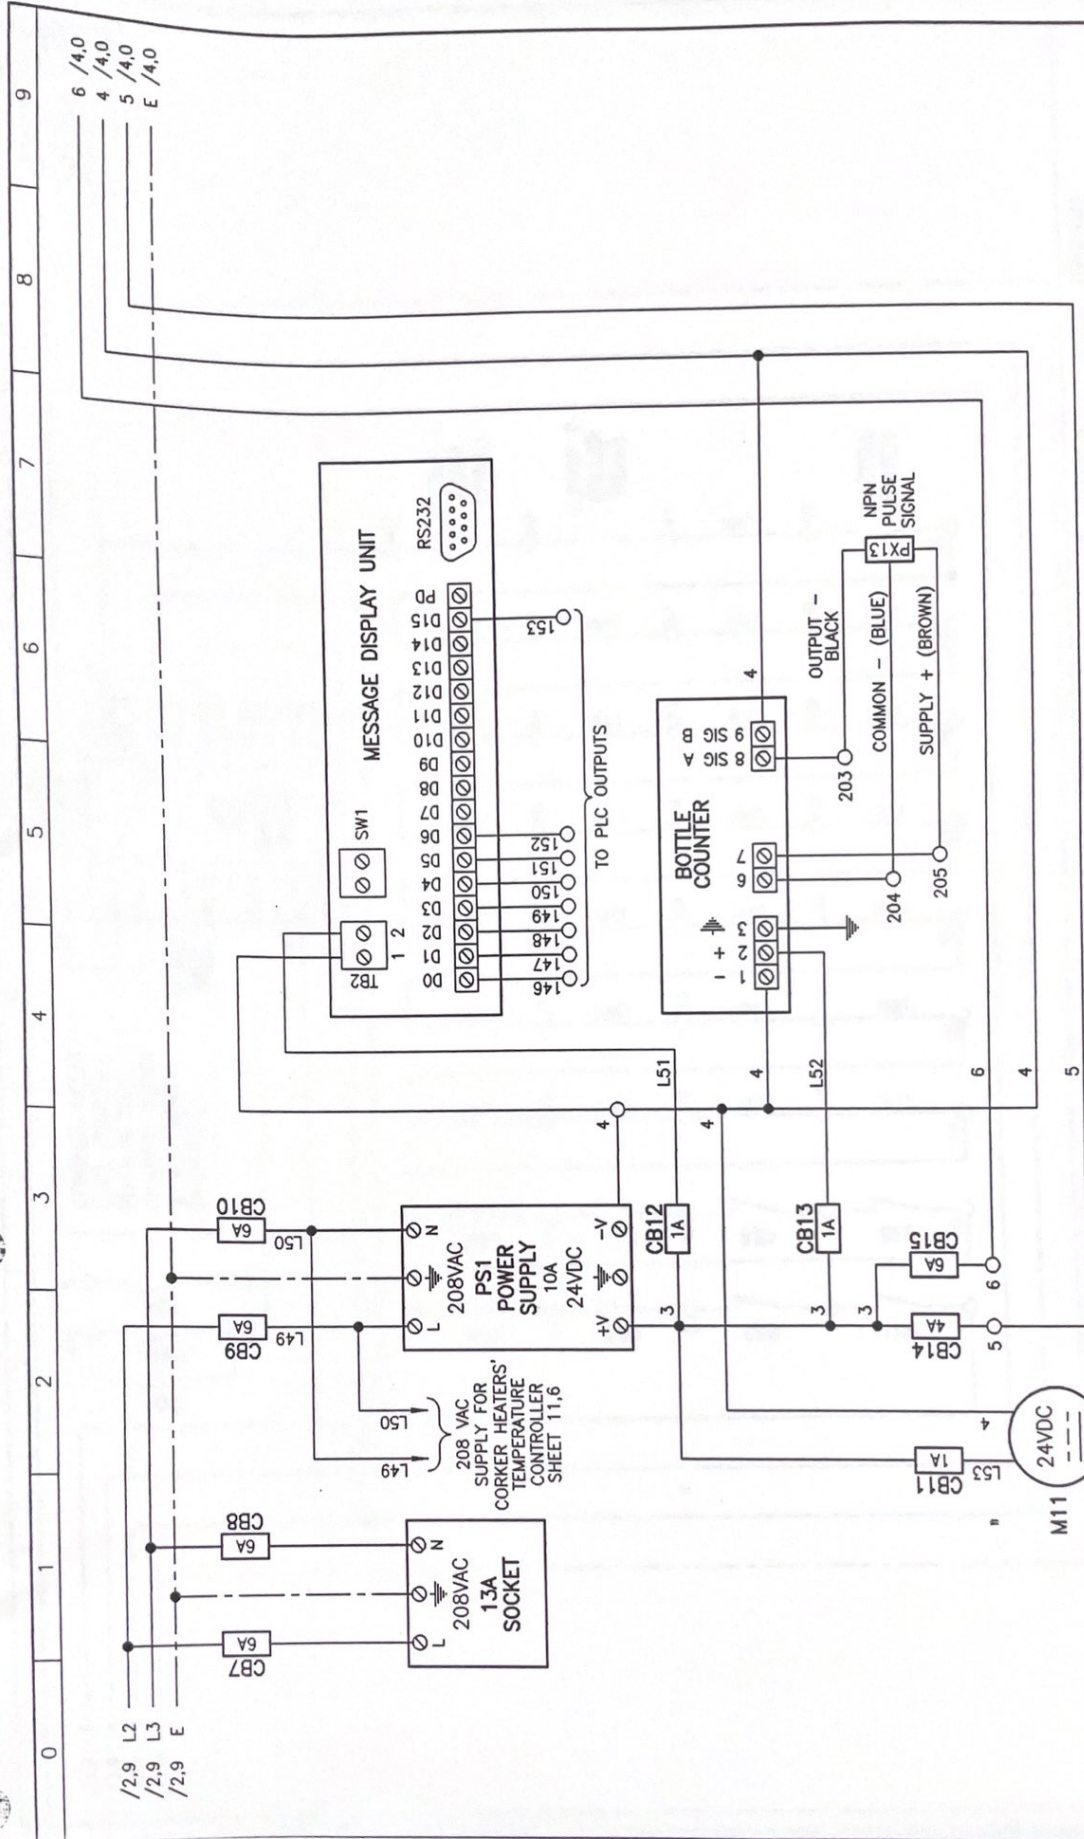 0 1 2 3 4 5 6 7 8 9
/2,9 L2
/2,9 L3
/2,9 E
6 /4,0
4 /4,0
5 /4,0
E /4,0
CB7
6A
CB8
6A
L
N
208VAC
13A
SOCKET
CB9
6A
L49
CB10
6A
L50
L49
L50
208 VAC
SUPPLY FOR
CORKER HEATERS'
TEMPERATURE
CONTROLLER
SHEET 11,6
L
N
208VAC
PS1
POWER
SUPPLY
10A
24VDC
+V
-V
4
3
CB12
1A
L51
4
3
CB13
1A
L52
3
CB15
6A
6
CB14
4A
5
CB11
1A
L53
4
24VDC
M11
MESSAGE DISPLAY UNIT
TB2
1 2
SW1
RS232
D0 D1 D2 D3 D4 D5 D6 D7 D8 D9 D10 D11 D12 D13 D14 D15 PD
146 147 148 149 150 151 152 153
TO PLC OUTPUTS
BOTTLE
COUNTER
1 - 2 + 3
6 7
8 SIG A
9 SIG B
4
4
203
204
205
OUTPUT -
BLACK
COMMON - (BLUE)
SUPPLY + (BROWN)
PX13
NPN
PULSE
SIGNAL
6
4
5